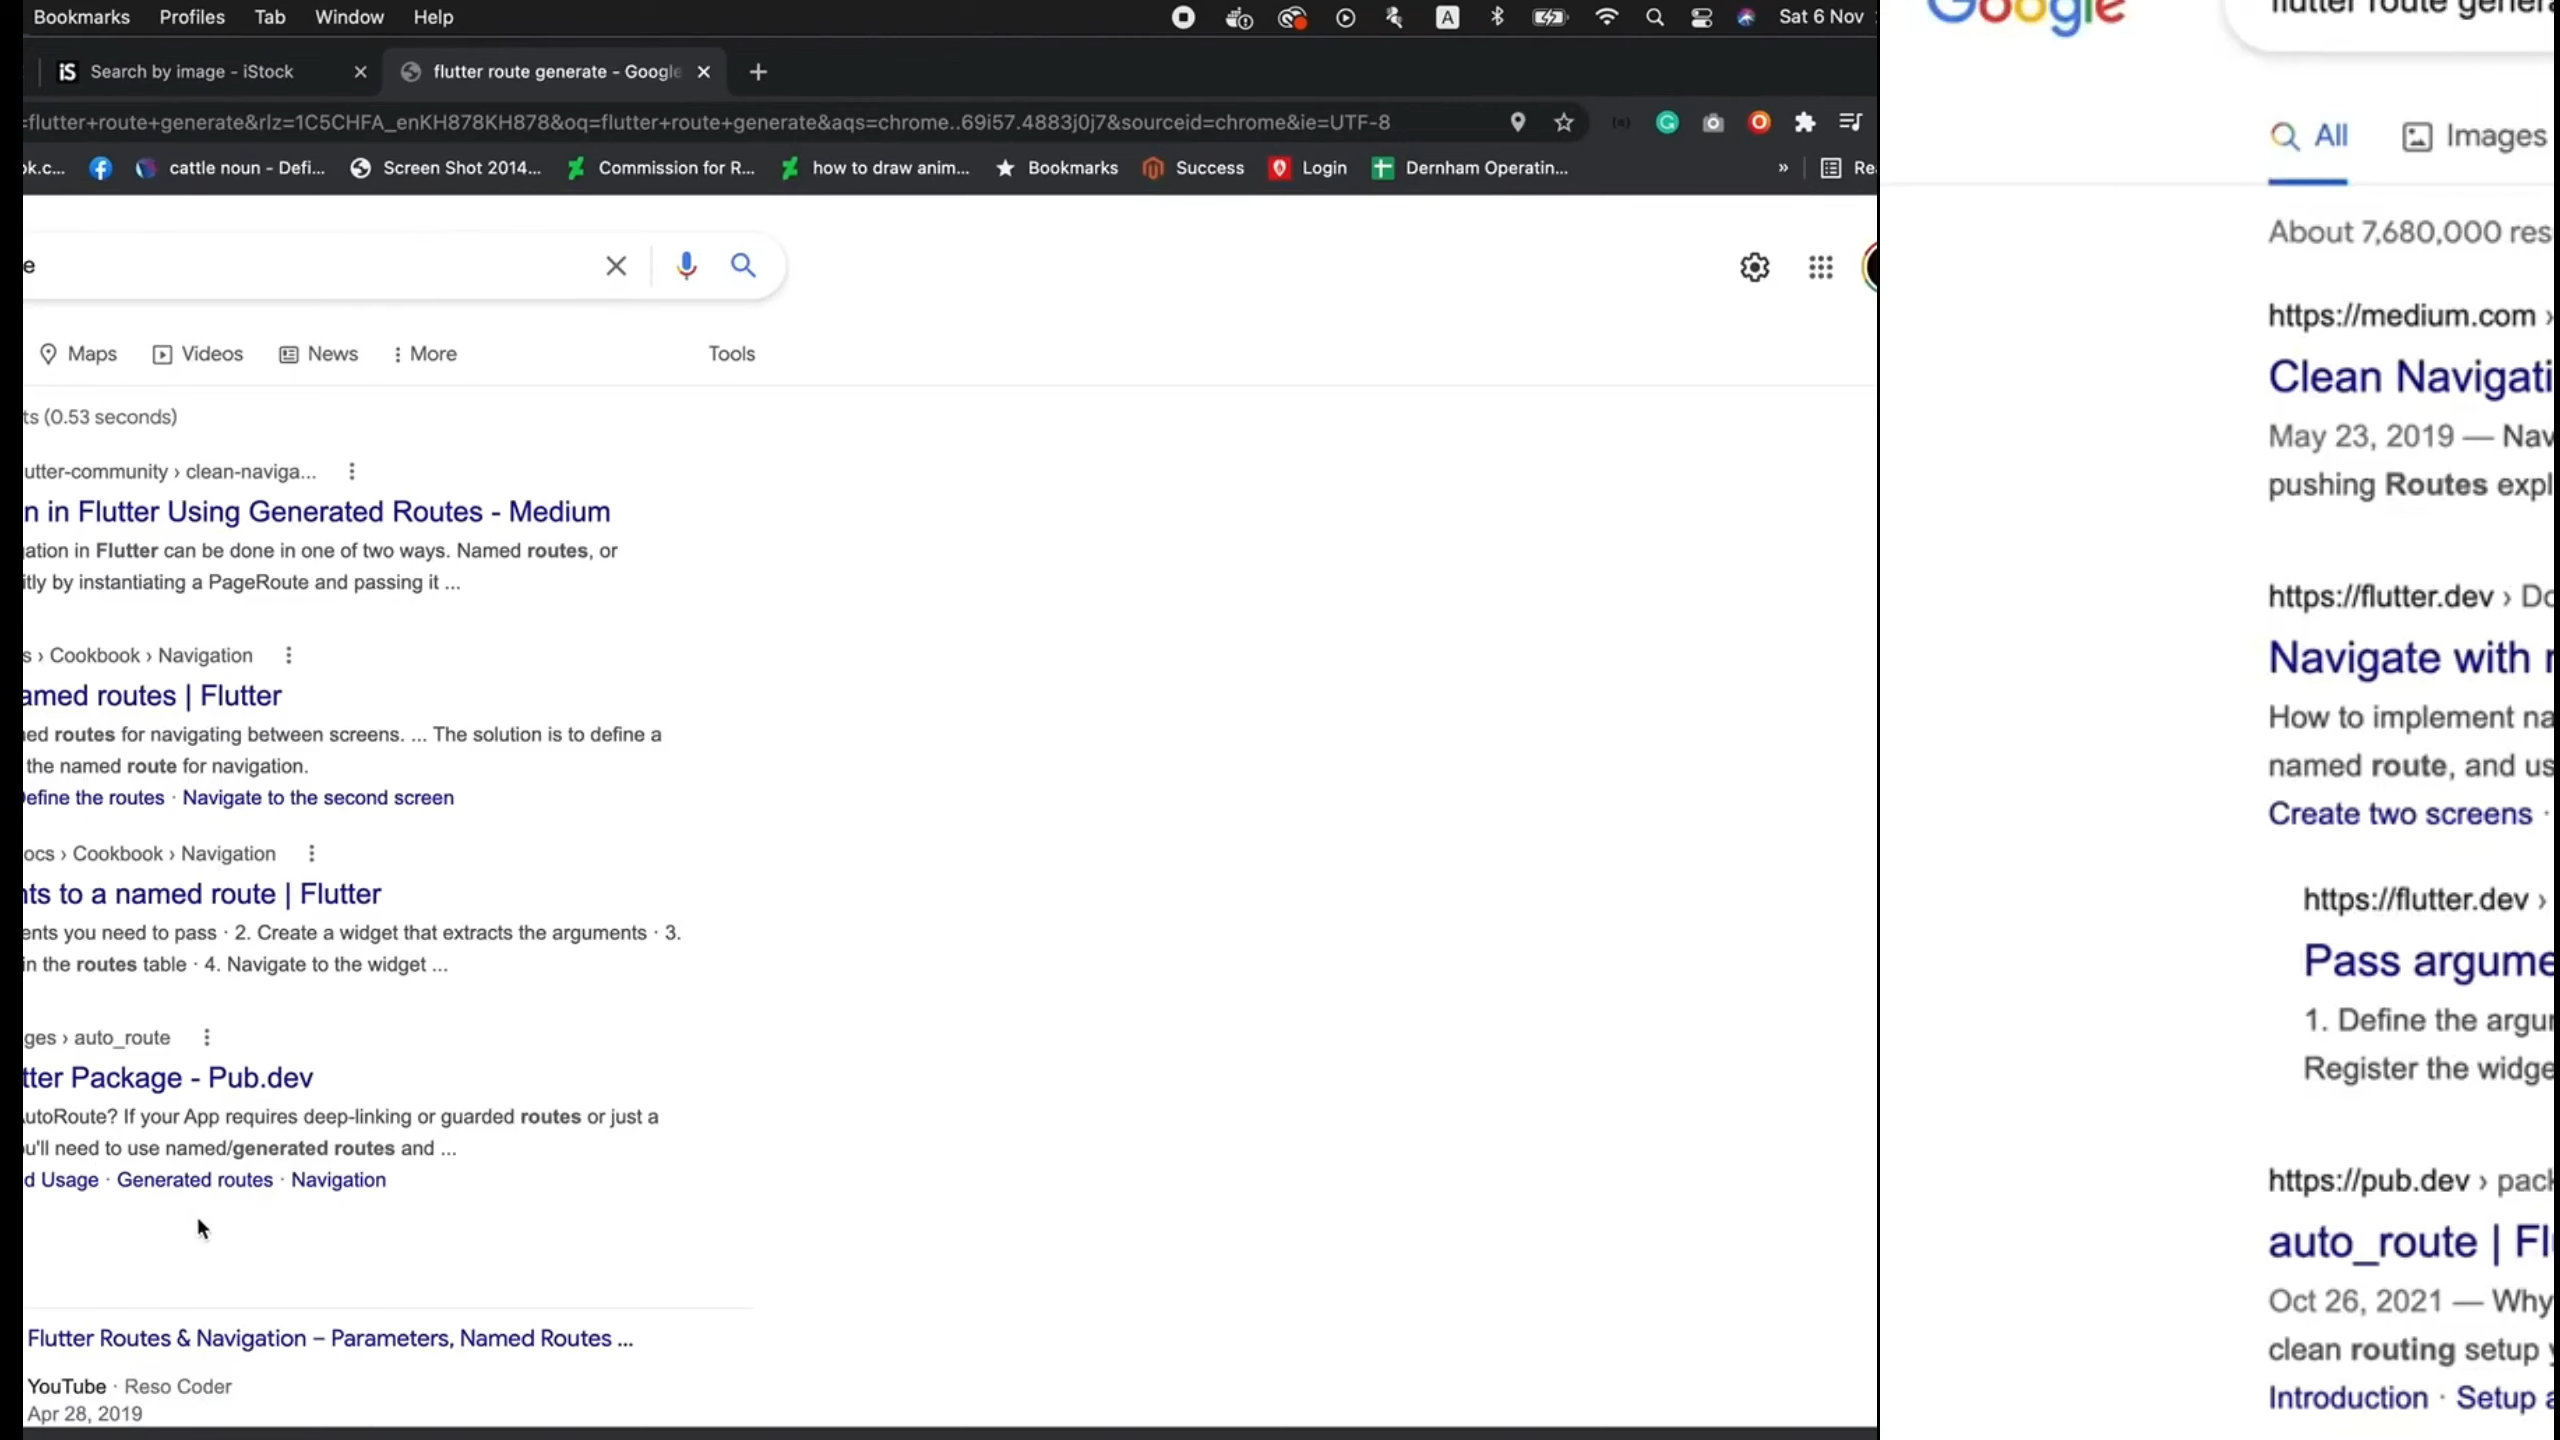 Bookmarks Profiles Tab Window Help Sat 6 Nov
Search by image - iStock flutter route generate - Google
=flutter+route+generate&rlz=1C5CHFA_enKH878KH878&oq=flutter+route+generate&aqs=chrome..69i57.4883j0j7&sourceid=chrome&ie=UTF-8
ok.c... cattle noun - Defi... Screen Shot 2014... Commission for R... how to draw anim... Bookmarks Success Login Dernham Operatin... » Rea
e
Maps Videos News More Tools
ts (0.53 seconds)
utter-community › clean-naviga...
n in Flutter Using Generated Routes - Medium
ation in Flutter can be done in one of two ways. Named routes, or
itly by instantiating a PageRoute and passing it ...
s › Cookbook › Navigation
amed routes | Flutter
ed routes for navigating between screens. ... The solution is to define a
the named route for navigation.
efine the routes · Navigate to the second screen
ocs › Cookbook › Navigation
nts to a named route | Flutter
ents you need to pass · 2. Create a widget that extracts the arguments · 3.
in the routes table · 4. Navigate to the widget ...
ges › auto_route
tter Package - Pub.dev
utoRoute? If your App requires deep-linking or guarded routes or just a
u'll need to use named/generated routes and ...
d Usage · Generated routes · Navigation
Flutter Routes & Navigation – Parameters, Named Routes ...
YouTube · Reso Coder
Apr 28, 2019
Google flutter route genera
All Images
About 7,680,000 res
https://medium.com ›
Clean Navigati
May 23, 2019 — Nav
pushing Routes expl
https://flutter.dev › Do
Navigate with
How to implement na
named route, and us
Create two screens ·
https://flutter.dev ›
Pass argume
1. Define the argu
Register the widge
https://pub.dev › pack
auto_route | Fl
Oct 26, 2021 — Why
clean routing setup y
Introduction · Setup a